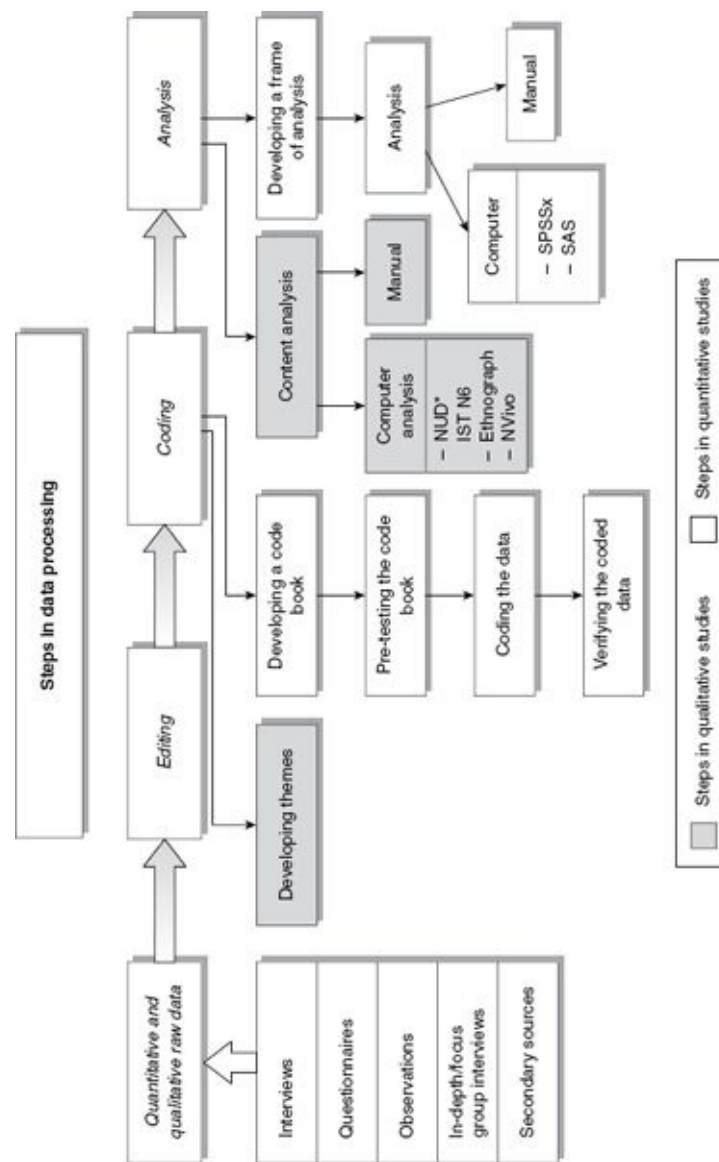 Steps in data processing
Quantitative and
qualitative raw data
Editing
Coding
Analysis
Interviews
Questionnaires
Observations
In-depth/focus
group interviews
Secondary sources
Developing themes
Developing a code
book
Pre-testing the code
book
Coding the data
Verifying the coded
data
Content analysis
Computer
analysis
– NUD*
IST N6
– Ethnograph
– NVivo
Manual
Developing a frame
of analysis
Analysis
Computer
– SPSSx
– SAS
Manual
Steps in qualitative studies
Steps in quantitative studies